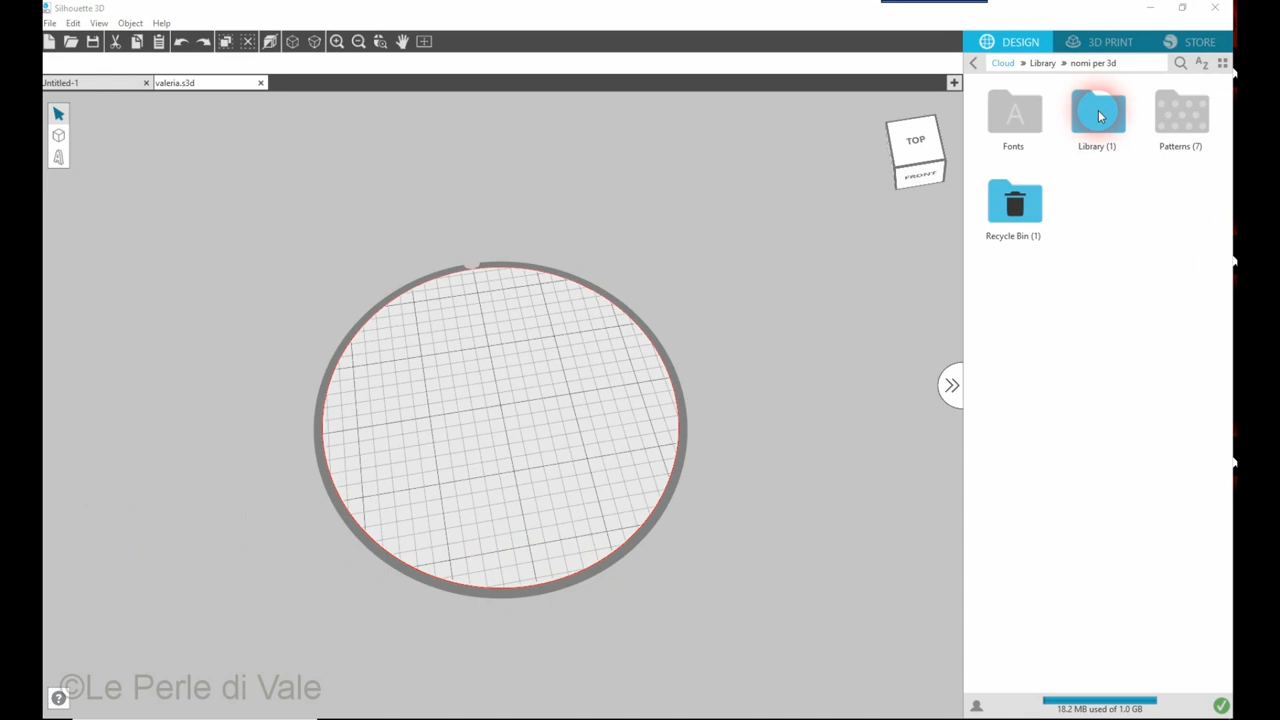 Silhouette 3D
File Edit View Object Help
DESIGN 3D PRINT STORE
Cloud » Library » nomi per 3d
Untitled-1 valeria.s3d
A
Fonts Library (1) Patterns (7)
TOP
FRONT
Recycle Bin (1)
©Le Perle di Vale
18.2 MB used of 1.0 GB